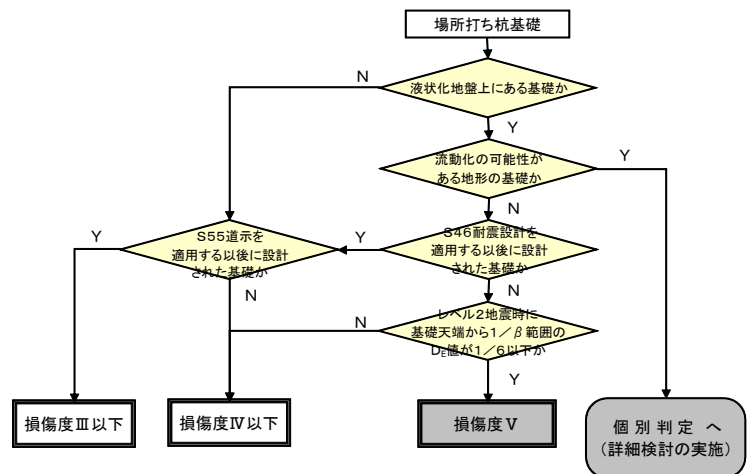 場所打ち杭基礎
N
液状化地盤上にある基礎か
Y
流動化の可能性が
ある地形の基礎か
Y
N
Y
S55道示を
適用する以後に設計
された基礎か
Y
S46耐震設計を
適用する以後に設計
された基礎か
N
N
N
レベル2地震時に
基礎天端から1/β範囲の
DE値が1/6以下か
Y
損傷度Ⅲ以下
損傷度Ⅳ以下
損傷度Ⅴ
個別判定へ
(詳細検討の実施)